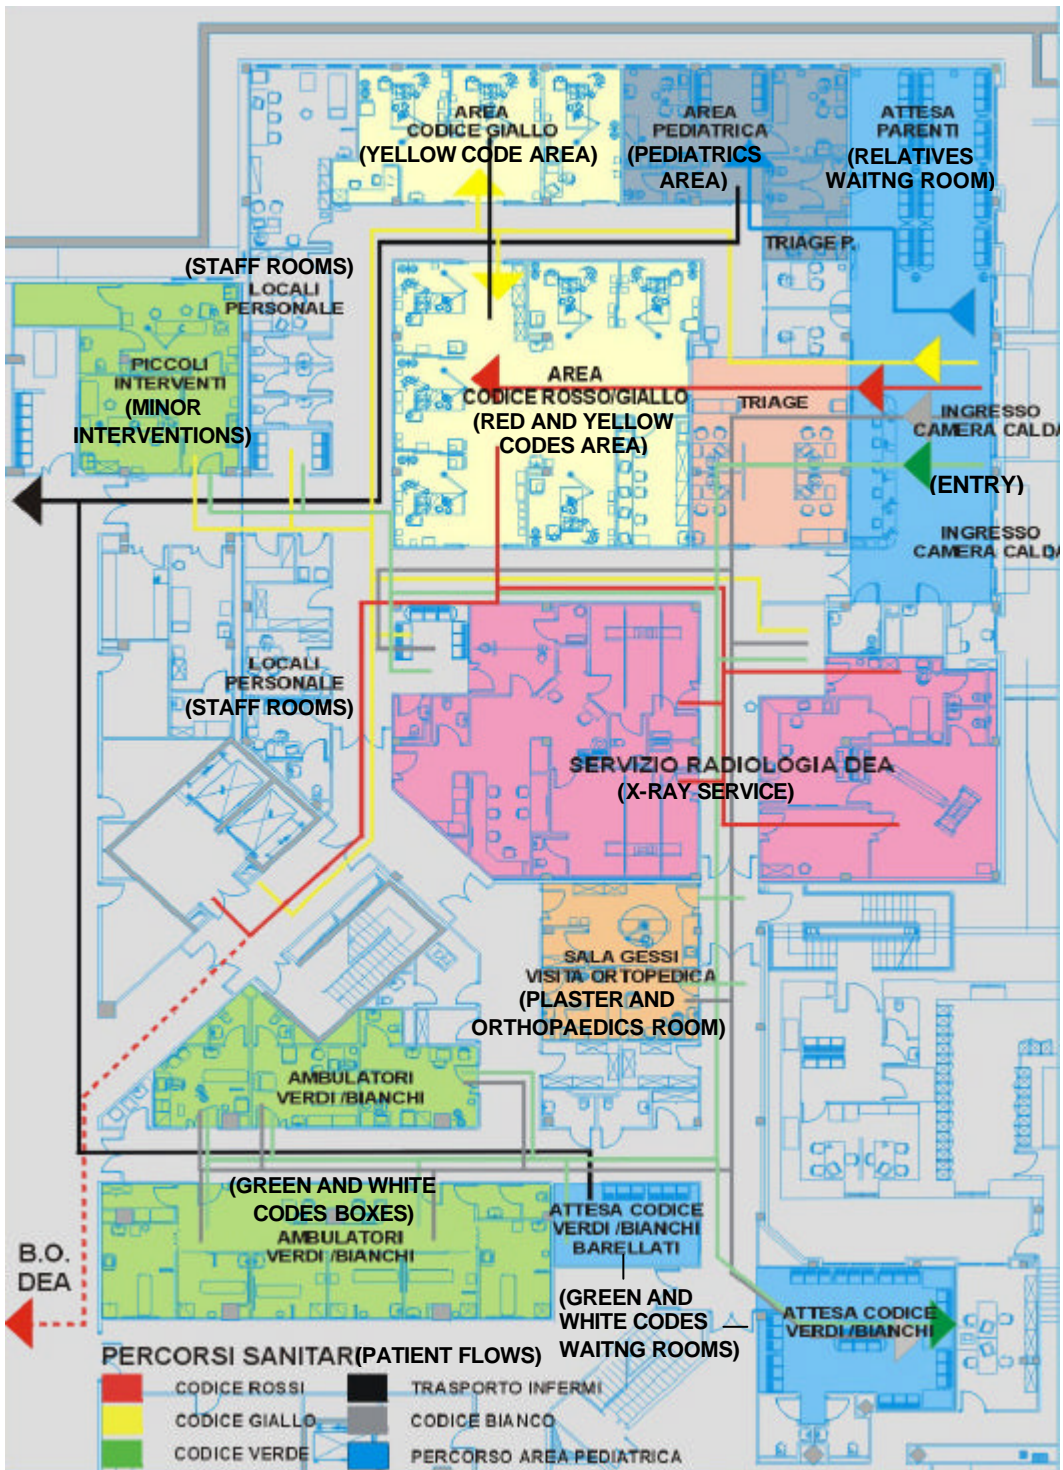 AREA
CODICE GIALLO
(YELLOW CODE AREA)
AREA
PEDIATRICA
(PEDIATRICS
AREA)
ATTESA
PARENTI
(RELATIVES
WAITNG ROOM)
TRIAGE P.
(STAFF ROOMS)
LOCALI
PERSONALE
PICCOLI
INTERVENTI
(MINOR
INTERVENTIONS)
AREA
CODICE ROSSO/GIALLO
(RED AND YELLOW
CODES AREA)
TRIAGE
INGRESSO
CAMERA CALDA
(ENTRY)
INGRESSO
CAMERA CALDA
LOCALI
PERSONALE
(STAFF ROOMS)
SERVIZIO RADIOLOGIA DEA
(X-RAY SERVICE)
SALA GESSI
VISITA ORTOPEDICA
(PLASTER AND
ORTHOPAEDICS ROOM)
AMBULATORI
VERDI /BIANCHI
(GREEN AND WHITE
CODES BOXES)
AMBULATORI
VERDI /BIANCHI
ATTESA CODICE
VERDI /BIANCHI
BARELLATI
(GREEN AND
WHITE CODES
WAITNG ROOMS)
ATTESA CODICE
VERDI /BIANCHI
B.O.
DEA
PERCORSI SANITARI (PATIENT FLOWS)
CODICE ROSSI
CODICE GIALLO
CODICE VERDE
TRASPORTO INFERMI
CODICE BIANCO
PERCORSO AREA PEDIATRICA